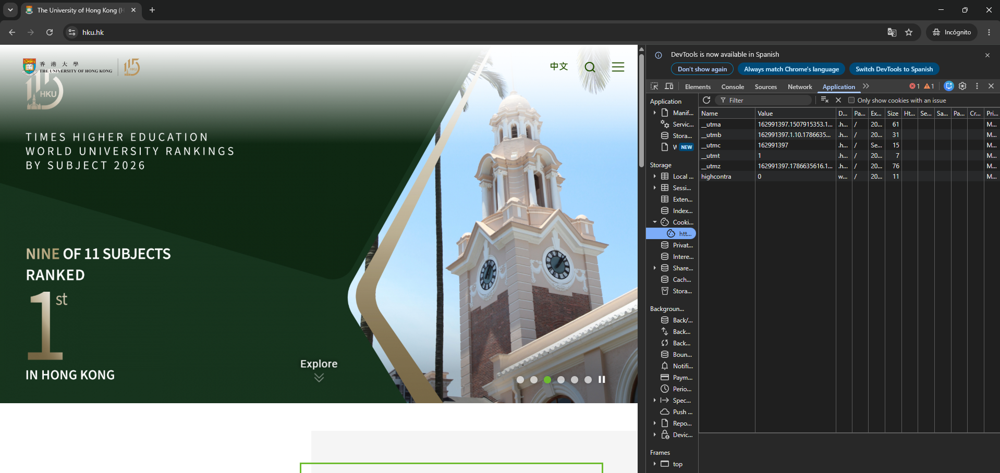 The University of Hong Kong (H
hku.hk
Incógnito
香 港 大 學
THE UNIVERSITY OF HONG KONG
115
HKU
115
HKU
中文
TIMES HIGHER EDUCATION
WORLD UNIVERSITY RANKINGS
BY SUBJECT 2026
NINE OF 11 SUBJECTS
RANKED
1st
IN HONG KONG
Explore
DevTools is now available in Spanish
Don't show again
Always match Chrome's language
Switch DevTools to Spanish
Elements Console Sources Network Application
1 1
Application
Manif...
Servic...
Stora...
NEW
Storage
Local ...
Sessi...
Exten...
Index...
Cooki...
htt...
Privat...
Intere...
Share...
Cach...
Stora...
Backgroun...
Back/...
Back...
Back...
Boun...
Notifi...
Paym...
Perio...
Spec...
Push ...
Repo...
Devic...
Frames
top
Filter
Only show cookies with an issue
Name Value D... Pa... Ex... Size Ht... Se... Sa... Pa... Cr... Pri...
__utma 162991397.1507915353.1... .h... / 20... 61 M...
__utmb 162991397.1.10.1786635... .h... / 20... 31 M...
__utmc 162991397 .h... / Se... 15 M...
__utmt 1 .h... / 20... 7 M...
__utmz 162991397.1786635616.1... .h... / 20... 76 M...
highcontra 0 w... / 20... 11 M...